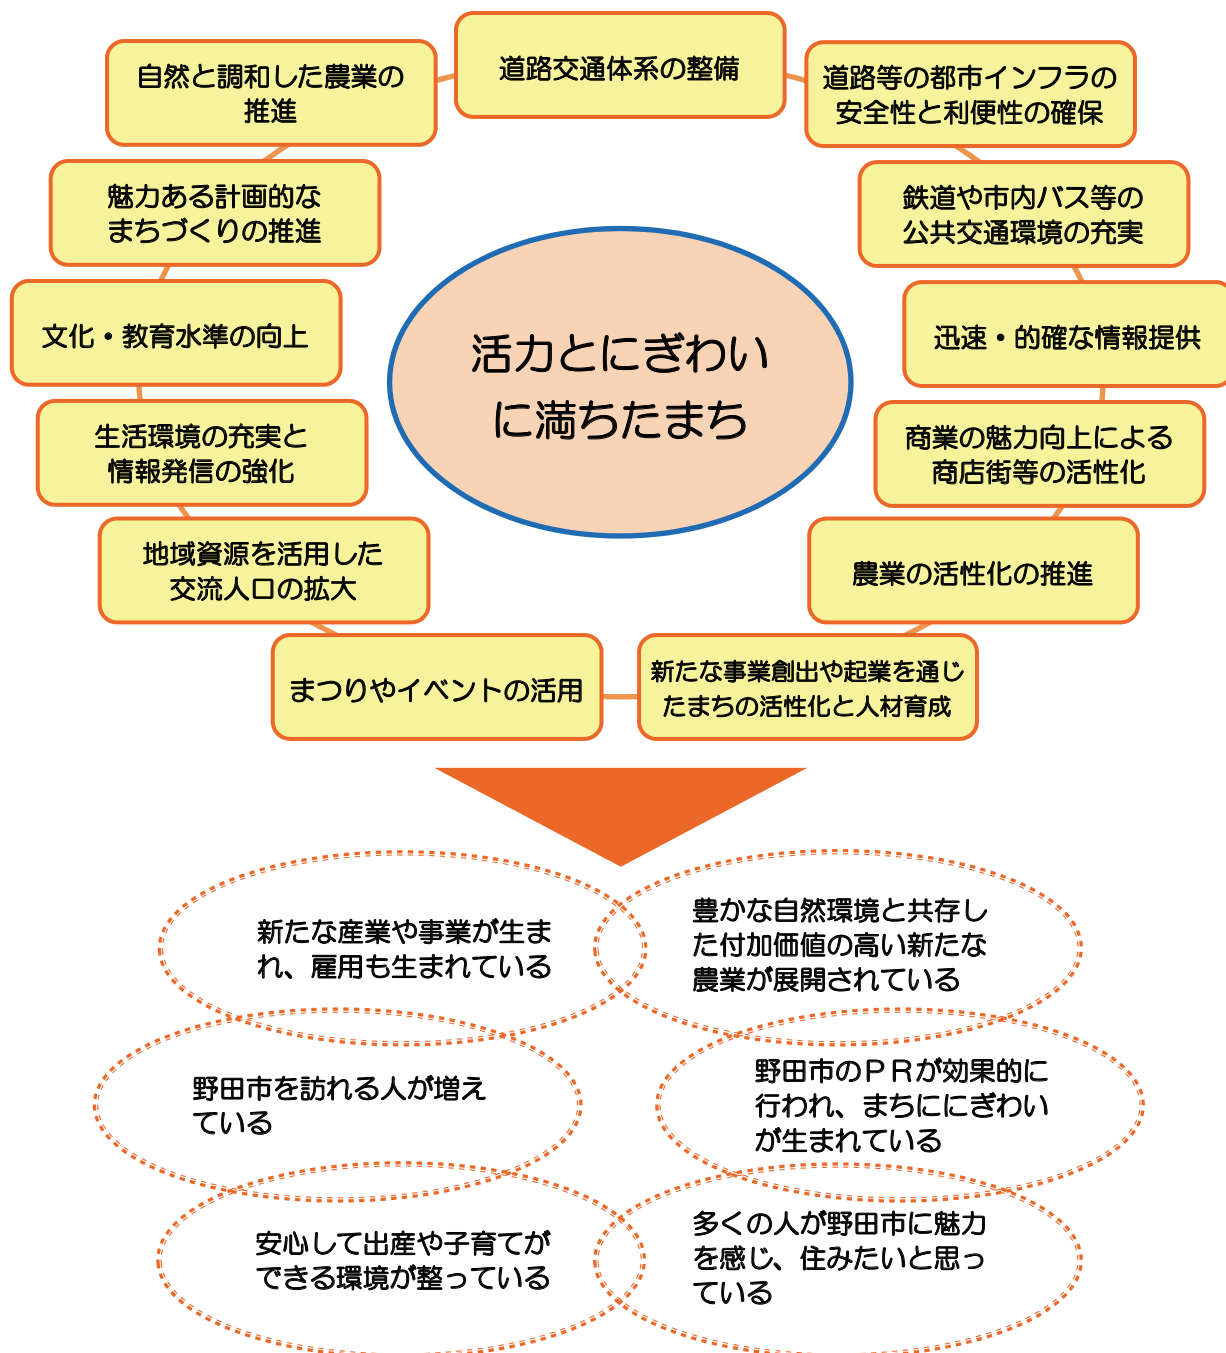 道路交通体系の整備
道路等の都市インフラの
安全性と利便性の確保
鉄道や市内バス等の
公共交通環境の充実
迅速・的確な情報提供
商業の魅力向上による
商店街等の活性化
農業の活性化の推進
新たな事業創出や起業を通じ
たまちの活性化と人材育成
まつりやイベントの活用
地域資源を活用した
交流人口の拡大
生活環境の充実と
情報発信の強化
文化・教育水準の向上
魅力ある計画的な
まちづくりの推進
自然と調和した農業の
推進
活力とにぎわい
に満ちたまち
新たな産業や事業が生ま
れ、雇用も生まれている
豊かな自然環境と共存し
た付加価値の高い新たな
農業が展開されている
野田市を訪れる人が増え
ている
野田市のＰＲが効果的に
行われ、まちににぎわい
が生まれている
安心して出産や子育てが
できる環境が整っている
多くの人が野田市に魅力
を感じ、住みたいと思っ
ている